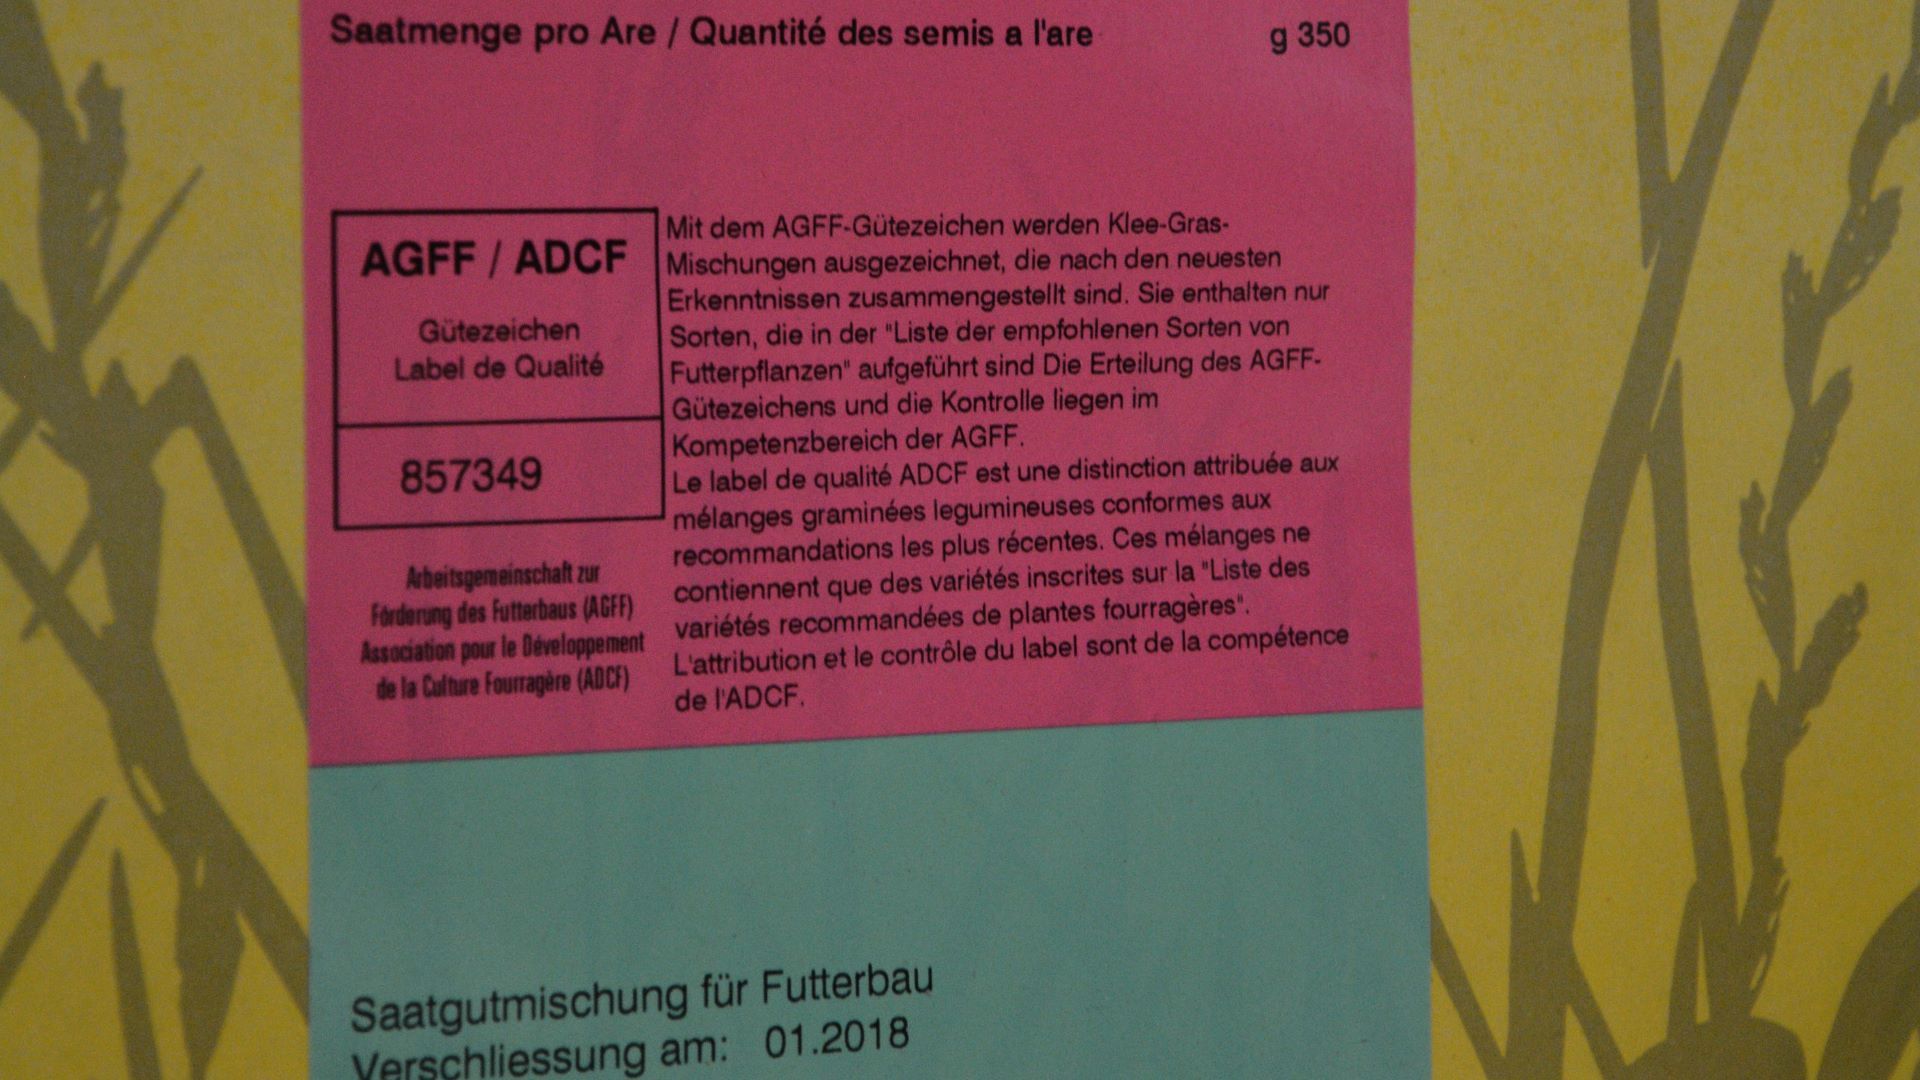 Saatmenge pro Are / Quantité des semis a l'are g 350
AGFF / ADCF
Gütezeichen
Label de Qualité
857349
Arbeitsgemeinschaft zur
Förderung des Futterbaus (AGFF)
Association pour le Développement
de la Culture Fourragère (ADCF)
Mit dem AGFF-Gütezeichen werden Klee-Gras-
Mischungen ausgezeichnet, die nach den neuesten
Erkenntnissen zusammengestellt sind. Sie enthalten nur
Sorten, die in der "Liste der empfohlenen Sorten von
Futterpflanzen" aufgeführt sind Die Erteilung des AGFF-
Gütezeichens und die Kontrolle liegen im
Kompetenzbereich der AGFF.
Le label de qualité ADCF est une distinction attribuée aux
mélanges graminées legumineuses conformes aux
recommandations les plus récentes. Ces mélanges ne
contiennent que des variétés inscrites sur la "Liste des
variétés recommandées de plantes fourragères".
L'attribution et le contrôle du label sont de la compétence
de l'ADCF.
Saatgutmischung für Futterbau
Verschliessung am: 01.2018